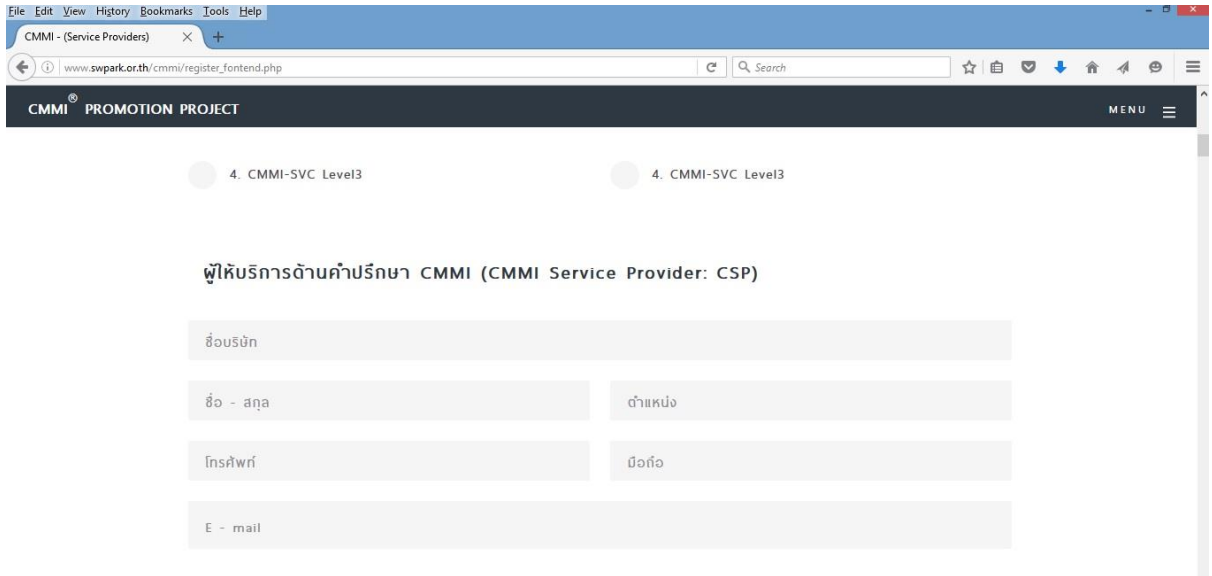 File Edit View History Bookmarks Tools Help
CMMI - (Service Providers)
www.swpark.or.th/cmmi/register_fontend.php
Search
CMMI® PROMOTION PROJECT
MENU
4. CMMI-SVC Level3
4. CMMI-SVC Level3
ผู้ให้บริการด้านคำปรึกษา CMMI (CMMI Service Provider: CSP)
ชื่อบริษัท
ชื่อ - สกุล
ตำแหน่ง
โทรศัพท์
มือถือ
E - mail